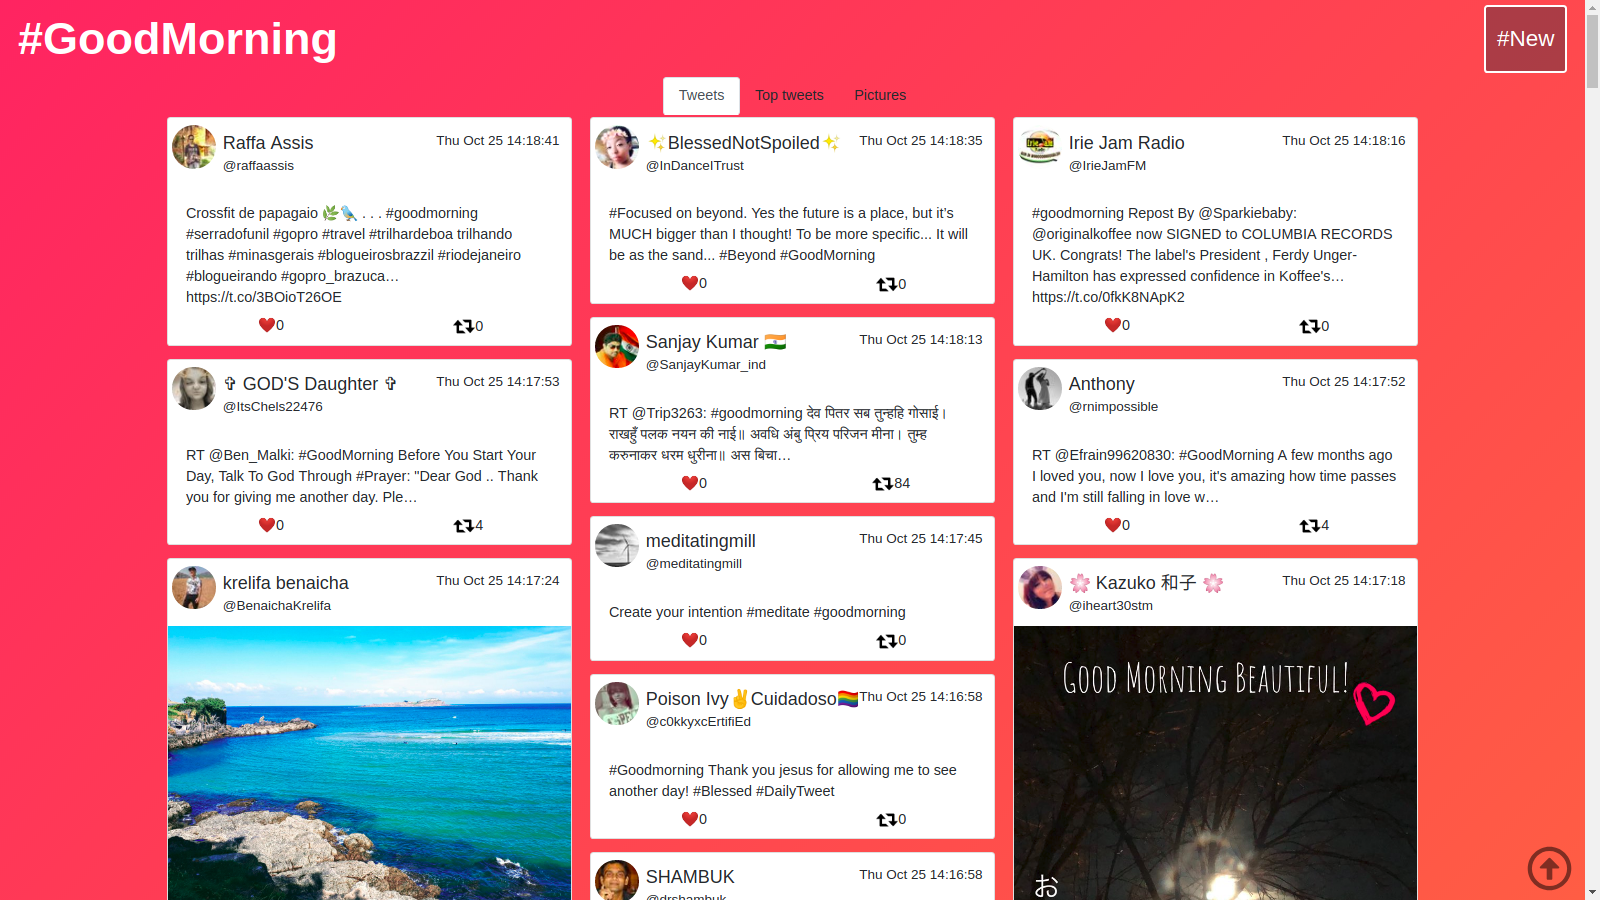 #GoodMorning
#New
Tweets
Top tweets
Pictures
Raffa Assis
Thu Oct 25 14:18:41
@raffaassis
Crossfit de papagaio 🌿🐦 . . . #goodmorning
#serradofunil #gopro #travel #trilhardeboa trilhando
trilhas #minasgerais #blogueirosbrazzil #riodejaneiro
#blogueirando #gopro_brazuca…
https://t.co/3BOioT26OE
❤️0
0
✞ GOD'S Daughter ✞
Thu Oct 25 14:17:53
@ItsChels22476
RT @Ben_Malki: #GoodMorning Before You Start Your
Day, Talk To God Through #Prayer: "Dear God .. Thank
you for giving me another day. Ple…
❤️0
4
krelifa benaicha
Thu Oct 25 14:17:24
@BenaichaKrelifa
✨BlessedNotSpoiled✨
Thu Oct 25 14:18:35
@InDanceITrust
#Focused on beyond. Yes the future is a place, but it’s
MUCH bigger than I thought! To be more specific... It will
be as the sand... #Beyond #GoodMorning
❤️0
0
Sanjay Kumar 🇮🇳
Thu Oct 25 14:18:13
@SanjayKumar_ind
RT @Trip3263: #goodmorning देव पितर सब तुन्हहि गोसाई।
राखहुँ पलक नयन की नाई॥ अवधि अंबु प्रिय परिजन मीना। तुम्ह
करुनाकर धरम धुरीना॥ अस बिचा…
❤️0
84
meditatingmill
Thu Oct 25 14:17:45
@meditatingmill
Create your intention #meditate #goodmorning
❤️0
0
Poison Ivy✌️Cuidadoso🏳️‍🌈
Thu Oct 25 14:16:58
@c0kkyxcErtifiEd
#Goodmorning Thank you jesus for allowing me to see
another day! #Blessed #DailyTweet
❤️0
0
SHAMBUK
Thu Oct 25 14:16:58
@drshambuk
Irie Jam Radio
Thu Oct 25 14:18:16
@IrieJamFM
#goodmorning Repost By @Sparkiebaby:
@originalkoffee now SIGNED to COLUMBIA RECORDS
UK. Congrats! The label's President , Ferdy Unger-
Hamilton has expressed confidence in Koffee's…
https://t.co/0fkK8NApK2
❤️0
0
Anthony
Thu Oct 25 14:17:52
@rnimpossible
RT @Efrain99620830: #GoodMorning A few months ago
I loved you, now I love you, it's amazing how time passes
and I'm still falling in love w…
❤️0
4
🌸 Kazuko 和子 🌸
Thu Oct 25 14:17:18
@iheart30stm
Good Morning Beautiful!
お